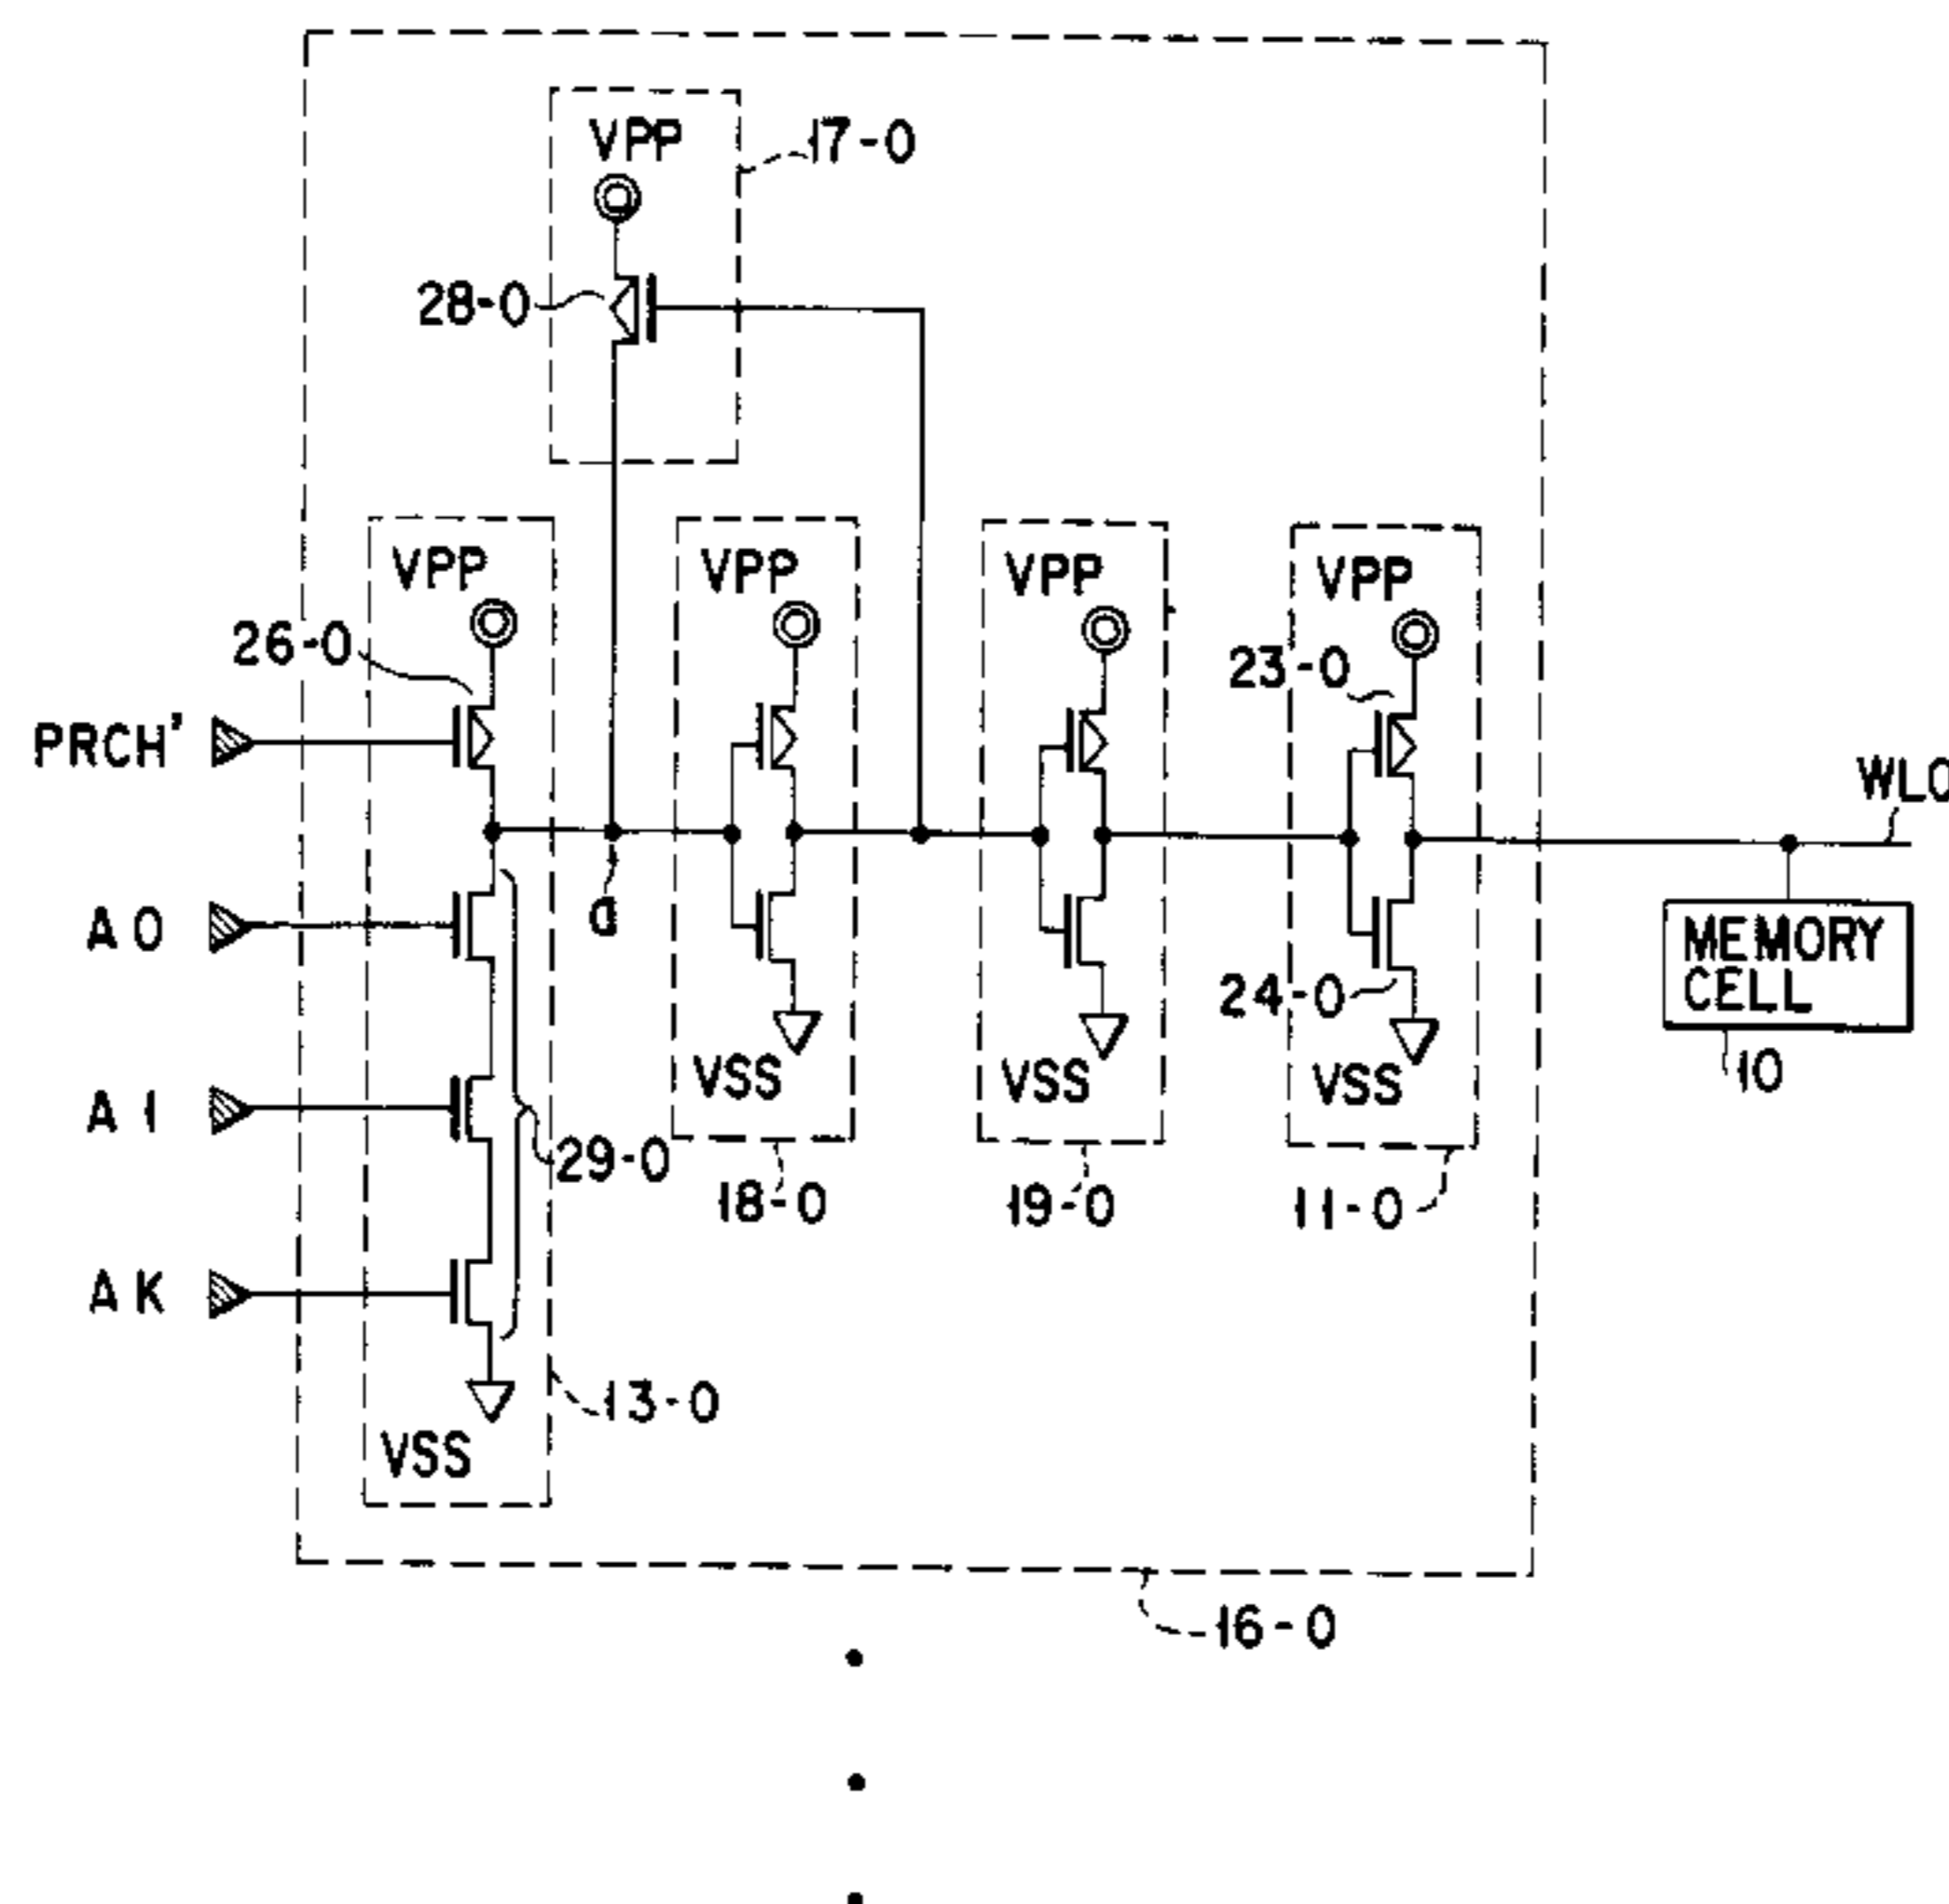 VPP
17-0
28-0
VPP
VPP
VPP
VPP
26-0
23-0
PRCH'
WL0
A0
a
MEMORY
CELL
24-0
VSS
VSS
VSS
10
A1
29-0
18-0
19-0
11-0
AK
13-0
VSS
16-0